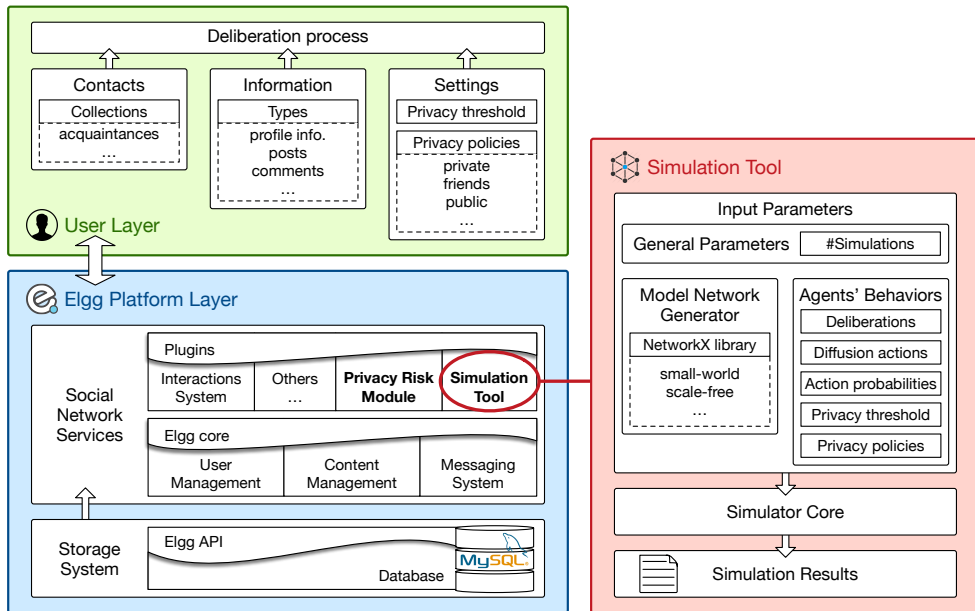 Deliberation process
Contacts
Collections
acquaintances
...
Information
Types
profile info.
posts
comments
...
Settings
Privacy threshold
Privacy policies
private
friends
public
...
User Layer
Elgg Platform Layer
Social
Network
Services
Plugins
Interactions
System
Others
...
Privacy Risk
Module
Simulation
Tool
Elgg core
User
Management
Content
Management
Messaging
System
Storage
System
Elgg API
Database
MySQL
Simulation Tool
Input Parameters
General Parameters
#Simulations
Model Network
Generator
NetworkX library
small-world
scale-free
...
Agents' Behaviors
Deliberations
Diffusion actions
Action probabilities
Privacy threshold
Privacy policies
Simulator Core
Simulation Results